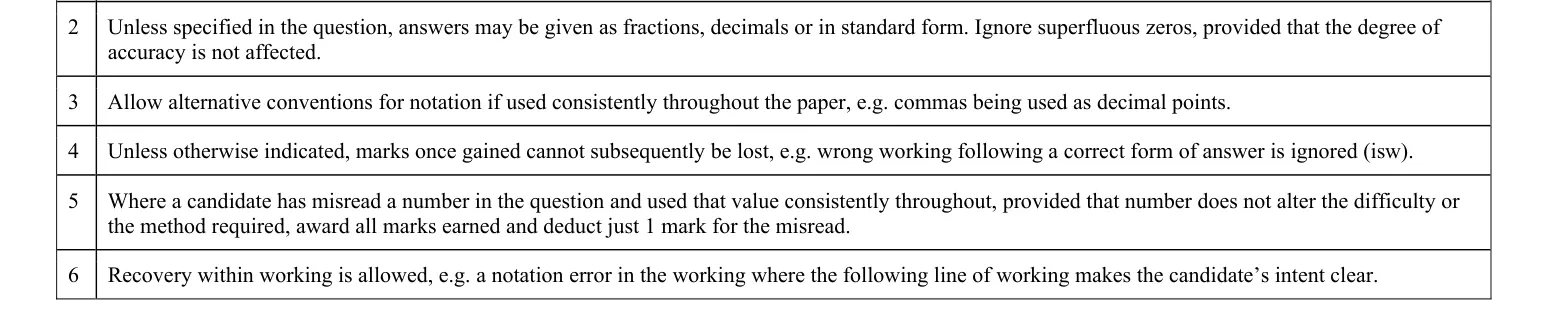 2 Unless specified in the question, answers may be given as fractions, decimals or in standard form. Ignore superfluous zeros, provided that the degree of
accuracy is not affected.
3 Allow alternative conventions for notation if used consistently throughout the paper, e.g. commas being used as decimal points.
4 Unless otherwise indicated, marks once gained cannot subsequently be lost, e.g. wrong working following a correct form of answer is ignored (isw).
5 Where a candidate has misread a number in the question and used that value consistently throughout, provided that number does not alter the difficulty or
the method required, award all marks earned and deduct just 1 mark for the misread.
6 Recovery within working is allowed, e.g. a notation error in the working where the following line of working makes the candidate’s intent clear.